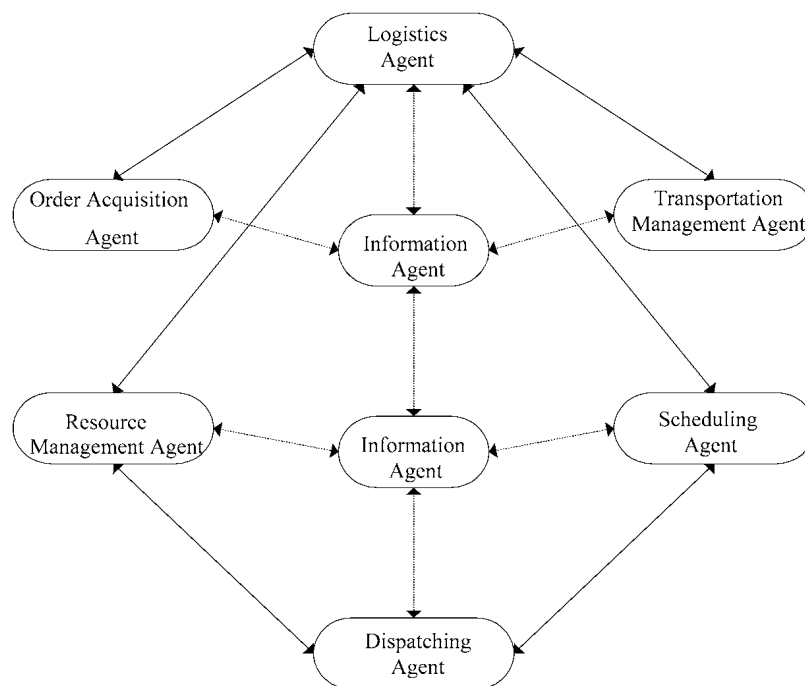 Logistics
Agent
Order Acquisition
Agent
Transportation
Management Agent
Information
Agent
Resource
Management Agent
Scheduling
Agent
Information
Agent
Dispatching
Agent